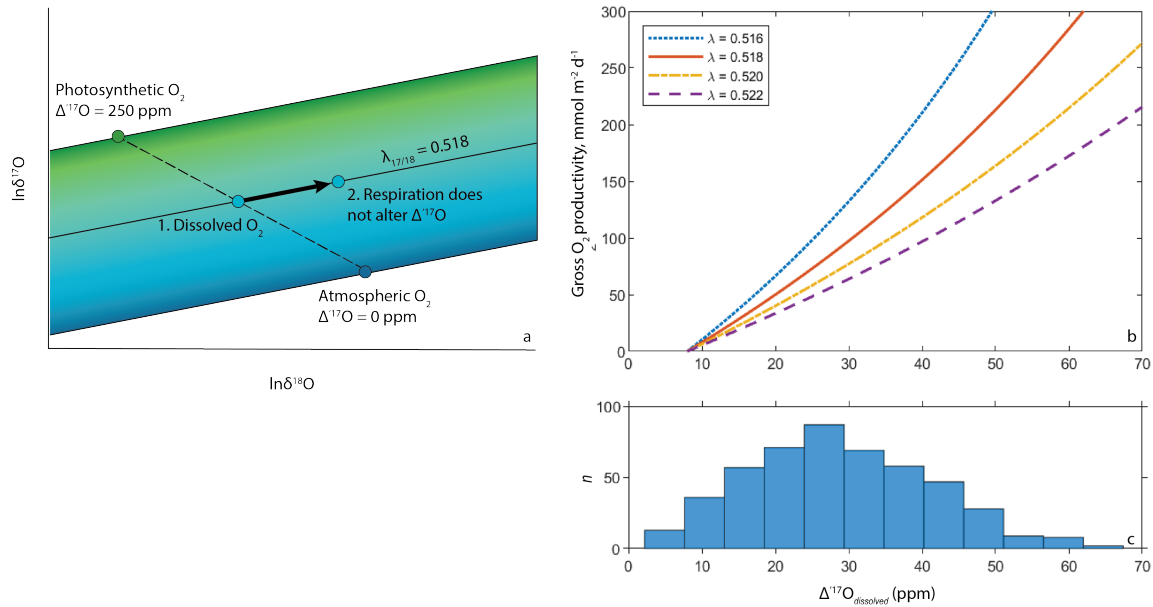 Photosynthetic O2
Δ′17O = 250 ppm
λ17/18 = 0.518
2. Respiration does
not alter Δ′17O
1. Dissolved O2
Atmospheric O2
Δ′17O = 0 ppm
a
lnδ17O
lnδ18O
300
250
200
150
100
50
0
λ = 0.516
λ = 0.518
λ = 0.520
λ = 0.522
Gross O2 productivity, mmol m-2 d-1
b
0 10 20 30 40 50 60 70
100
50
0
n
c
0 10 20 30 40 50 60 70
Δ′17Odissolved (ppm)